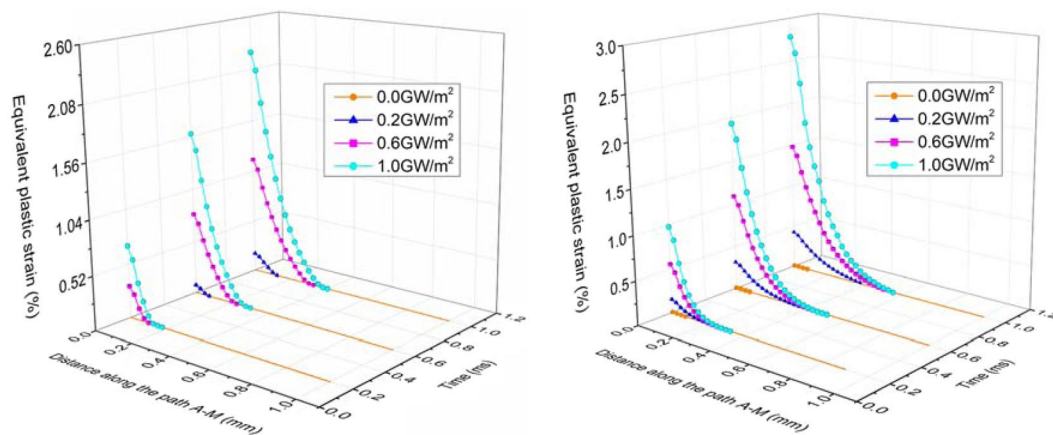 2.60
2.08
1.56
1.04
0.52
0.0
Equivalent plastic strain (%)
0.0GW/m²
0.2GW/m²
0.6GW/m²
1.0GW/m²
0.2
0.4
0.6
0.8
1.0
Distance along the path A-M (mm)
0.0
0.2
0.4
0.6
0.8
1.0
1.2
Time (ns)
3.0
2.5
2.0
1.5
1.0
0.5
0.0
Equivalent plastic strain (%)
0.0GW/m²
0.2GW/m²
0.6GW/m²
1.0GW/m²
0.2
0.4
0.6
0.8
1.0
Distance along the path A-M (mm)
0.0
0.2
0.4
0.6
0.8
1.0
1.2
Time (ns)